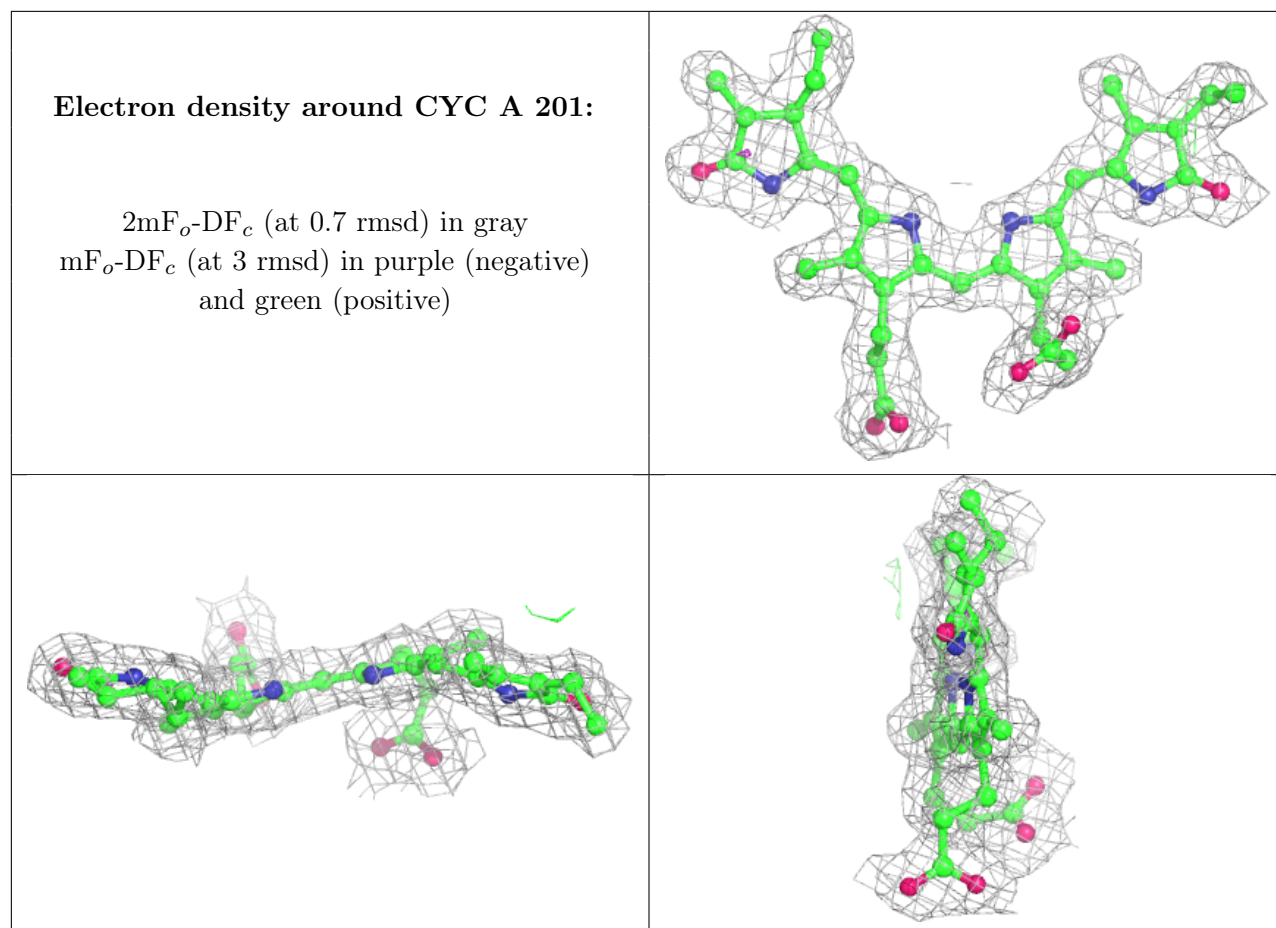 Electron density around CYC A 201:
2mFo-DFc (at 0.7 rmsd) in gray
mFo-DFc (at 3 rmsd) in purple (negative)
and green (positive)